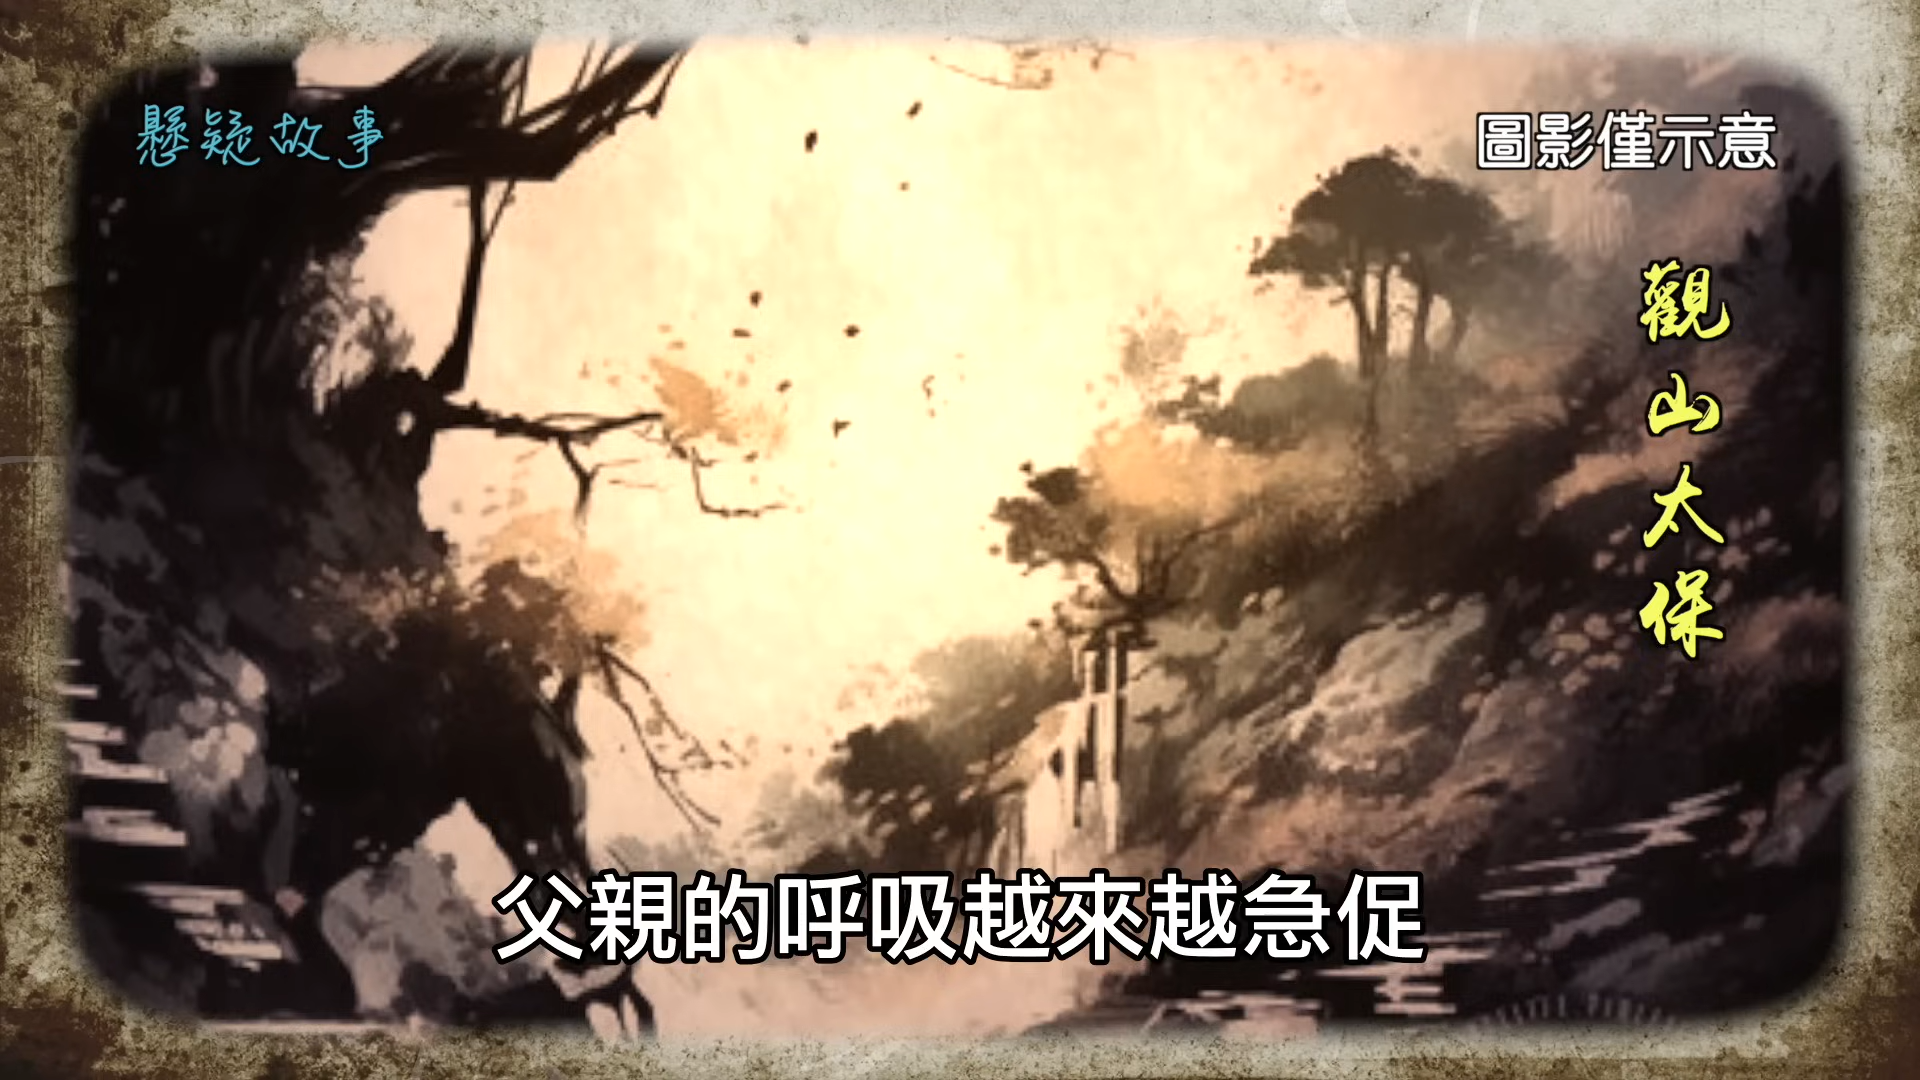 懸疑故事
圖影僅示意
觀山太保
父親的呼吸越來越急促